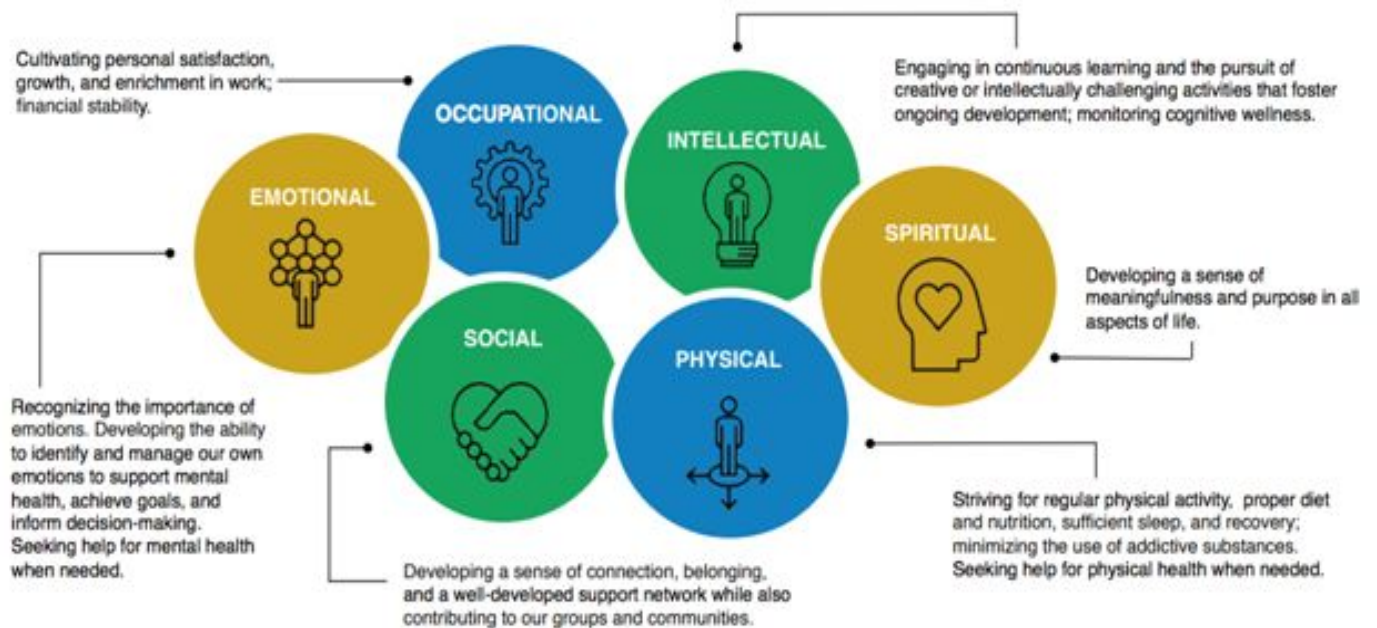 Cultivating personal satisfaction,
growth, and enrichment in work;
financial stability.
OCCUPATIONAL
INTELLECTUAL
Engaging in continuous learning and the pursuit of
creative or intellectually challenging activities that foster
ongoing development; monitoring cognitive wellness.
EMOTIONAL
SPIRITUAL
Developing a sense of
meaningfulness and purpose in all
aspects of life.
SOCIAL
PHYSICAL
Recognizing the importance of
emotions. Developing the ability
to identify and manage our own
emotions to support mental
health, achieve goals, and
inform decision-making.
Seeking help for mental health
when needed.
Developing a sense of connection, belonging,
and a well-developed support network while also
contributing to our groups and communities.
Striving for regular physical activity, proper diet
and nutrition, sufficient sleep, and recovery;
minimizing the use of addictive substances.
Seeking help for physical health when needed.